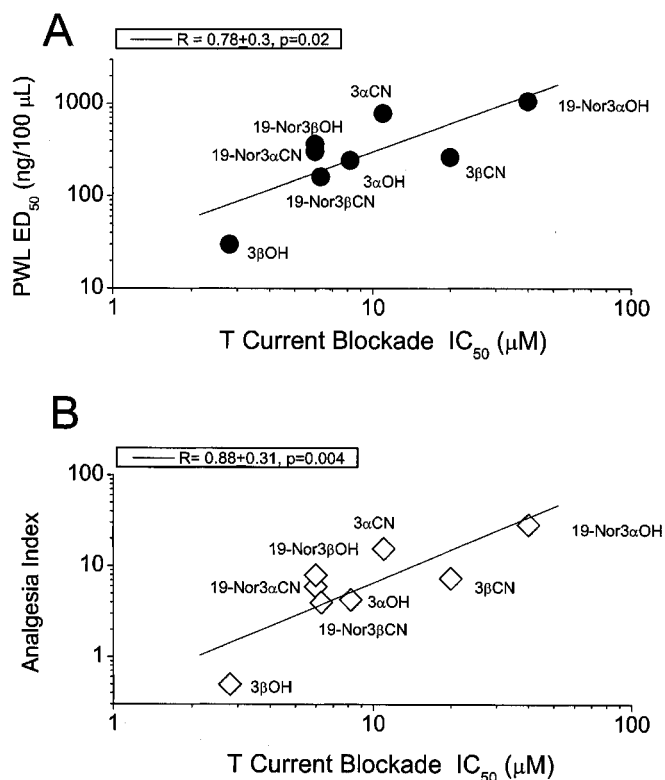 A
R = 0.78±0.3, p=0.02
PWL ED50 (ng/100 μL)
1000
100
10
3αCN
19-Nor3αOH
19-Nor3βOH
19-Nor3αCN
3αOH
3βCN
19-Nor3βCN
3βOH
1
10
100
T Current Blockade IC50 (μM)
B
R= 0.88±0.31, p=0.004
Analgesia Index
100
10
1
3αCN
19-Nor3αOH
19-Nor3βOH
19-Nor3αCN
3αOH
3βCN
19-Nor3βCN
3βOH
1
10
100
T Current Blockade IC50 (μM)